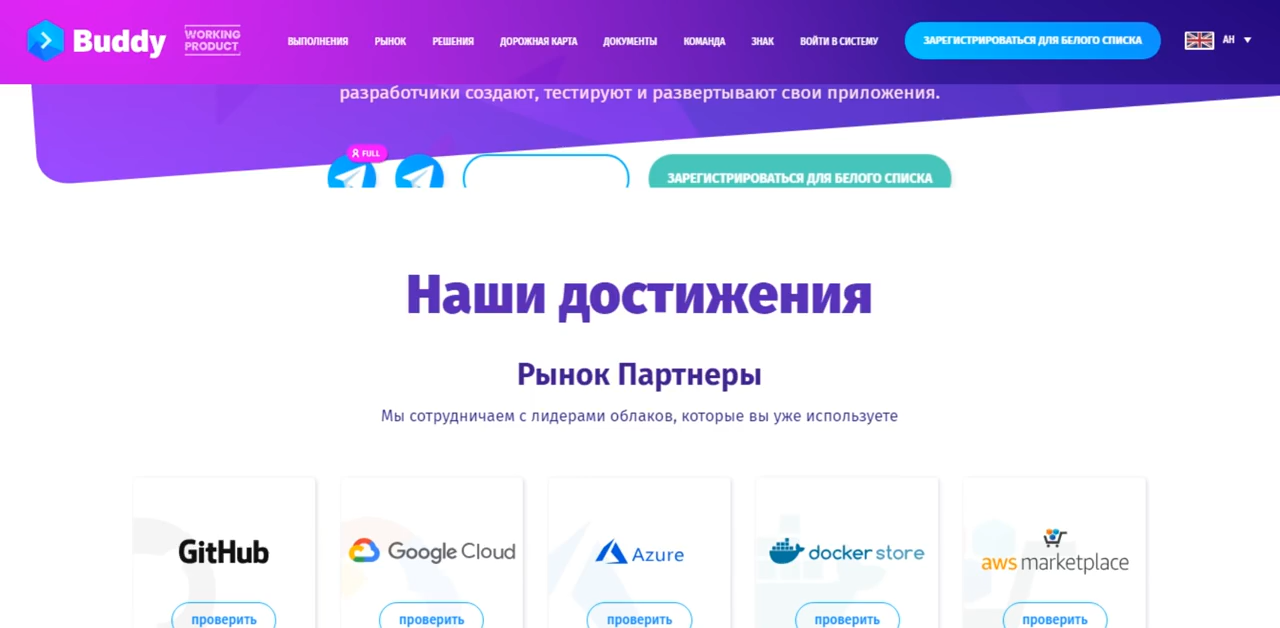 Buddy WORKING PRODUCT ВЫПОЛНЕНИЯ РЫНОК РЕШЕНИЯ ДОРОЖНАЯ КАРТА ДОКУМЕНТЫ КОМАНДА ЗНАК ВОЙТИ В СИСТЕМУ ЗАРЕГИСТРИРОВАТЬСЯ ДЛЯ БЕЛОГО СПИСКА АН
разработчики создают, тестируют и развертывают свои приложения.
FULL
ЗАРЕГИСТРИРОВАТЬСЯ ДЛЯ БЕЛОГО СПИСКА
Наши достижения
Рынок Партнеры
Мы сотрудничаем с лидерами облаков, которые вы уже используете
GitHub Google Cloud Azure docker store aws marketplace
проверить проверить проверить проверить проверить